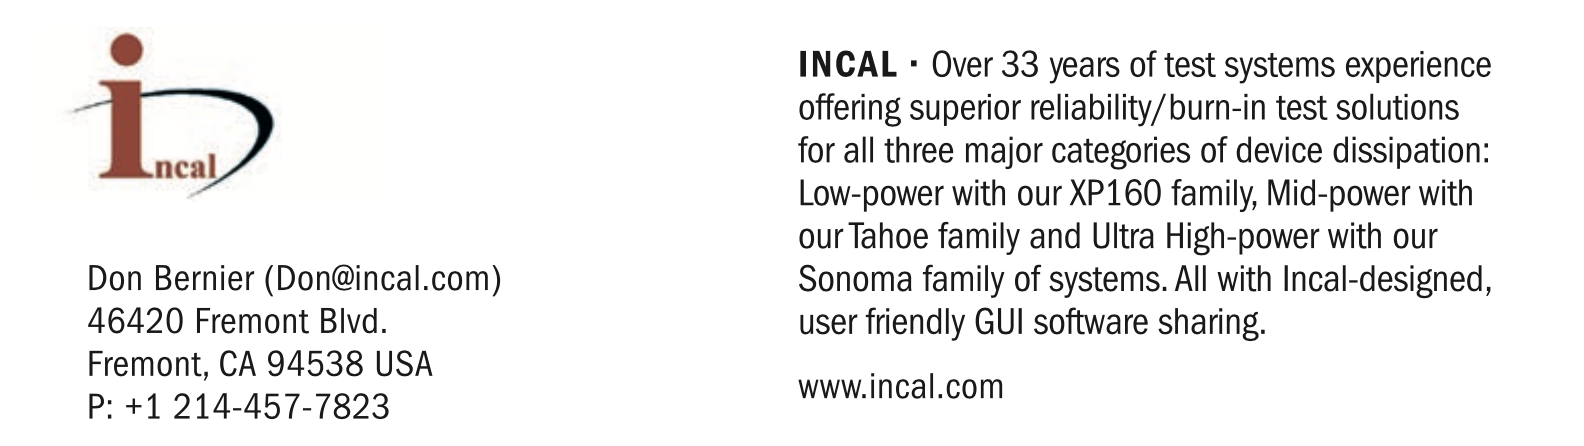 incal
Don Bernier (Don@incal.com)
46420 Fremont Blvd.
Fremont, CA 94538 USA
P: +1 214-457-7823
INCAL · Over 33 years of test systems experience
offering superior reliability/burn-in test solutions
for all three major categories of device dissipation:
Low-power with our XP160 family, Mid-power with
our Tahoe family and Ultra High-power with our
Sonoma family of systems. All with Incal-designed,
user friendly GUI software sharing.
www.incal.com